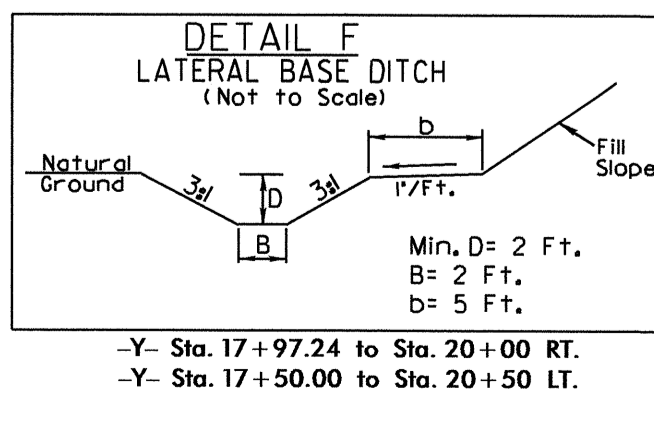 DETAIL F
LATERAL BASE DITCH
(Not to Scale)
b
Natural
Ground
3:1
D
3:1
1"/Ft.
Fill
Slope
B
Min. D= 2 Ft.
B= 2 Ft.
b= 5 Ft.
-Y- Sta. 17+97.24 to Sta. 20+00 RT.
-Y- Sta. 17+50.00 to Sta. 20+50 LT.